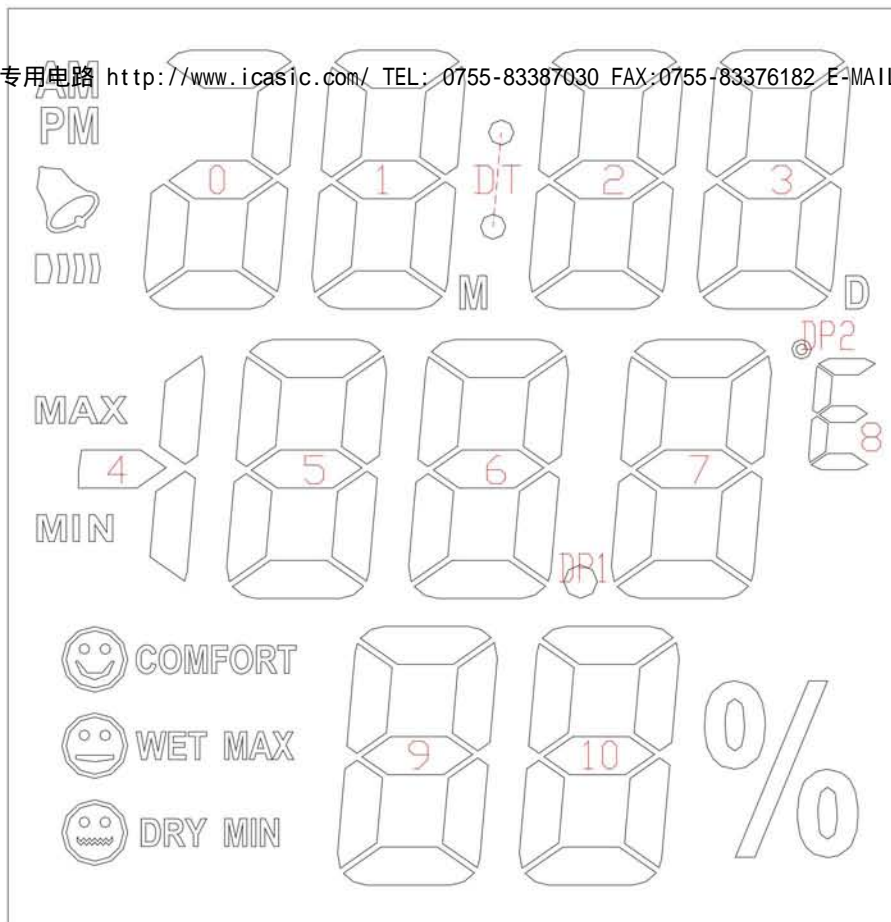 专用电路 http://www.icasic.com/ TEL: 0755-83387030 FAX:0755-83376182 E-MAIL
AM
PM
0 1 DT 2 3
M D
DP2
MAX
4 5 6 7 8
MIN
DP1
COMFORT
WET MAX
9 10 %
DRY MIN